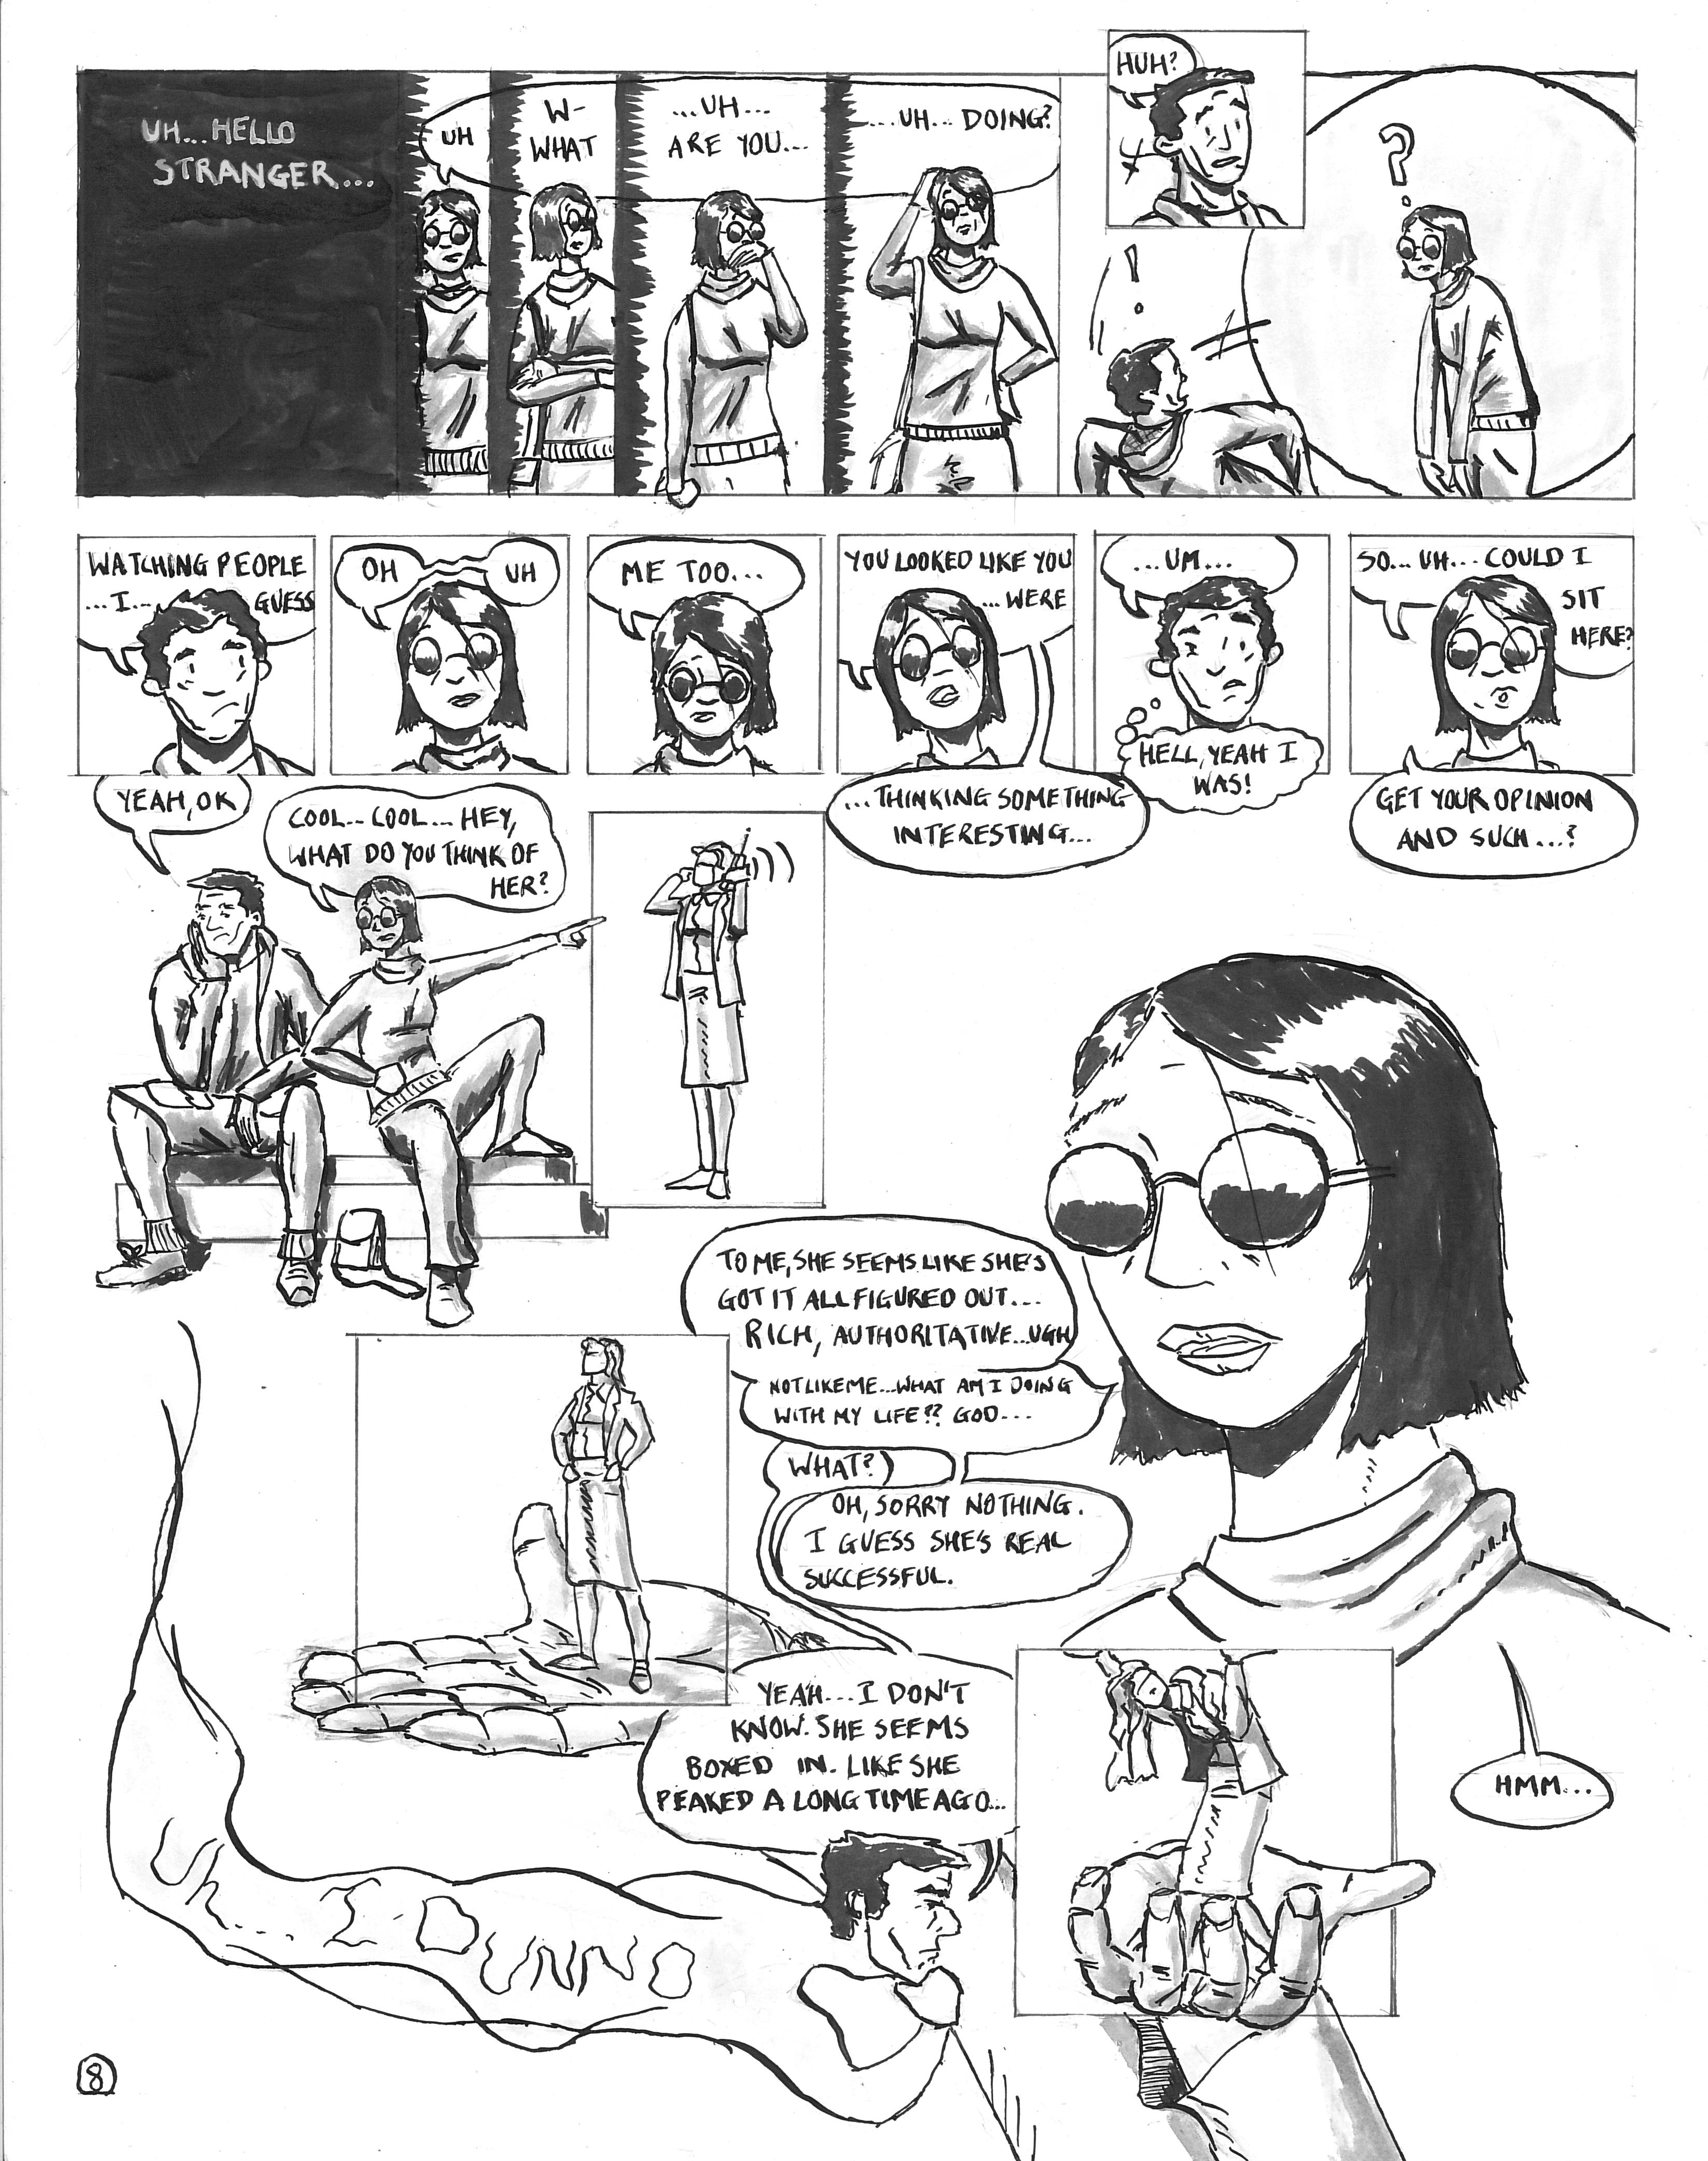 UH...HELLO
STRANGER...
UH
W-
WHAT
...UH...
ARE YOU...
...UH... DOING?
HUH?
!
?
WATCHING PEOPLE
...I... GUESS
OH
UH
ME TOO...
YOU LOOKED LIKE YOU
...WERE
...THINKING SOMETHING
INTERESTING...
...UM...
HELL, YEAH I
WAS!
SO...UH... COULD I
SIT
HERE?
GET YOUR OPINION
AND SUCH...?
YEAH, OK
COOL... COOL... HEY,
WHAT DO YOU THINK OF
HER?
TO ME, SHE SEEMS LIKE SHE'S
GOT IT ALL FIGURED OUT...
RICH, AUTHORITATIVE...UGH
NOT LIKE ME...WHAT AM I DOING
WITH MY LIFE?? GOD...
WHAT?
OH, SORRY NOTHING.
I GUESS SHE'S REAL
SUCCESSFUL.
YEAH...I DON'T
KNOW. SHE SEEMS
BOXED IN. LIKE SHE
PEAKED A LONG TIME AGO...
HMM...
Uh... I DUNNO
8